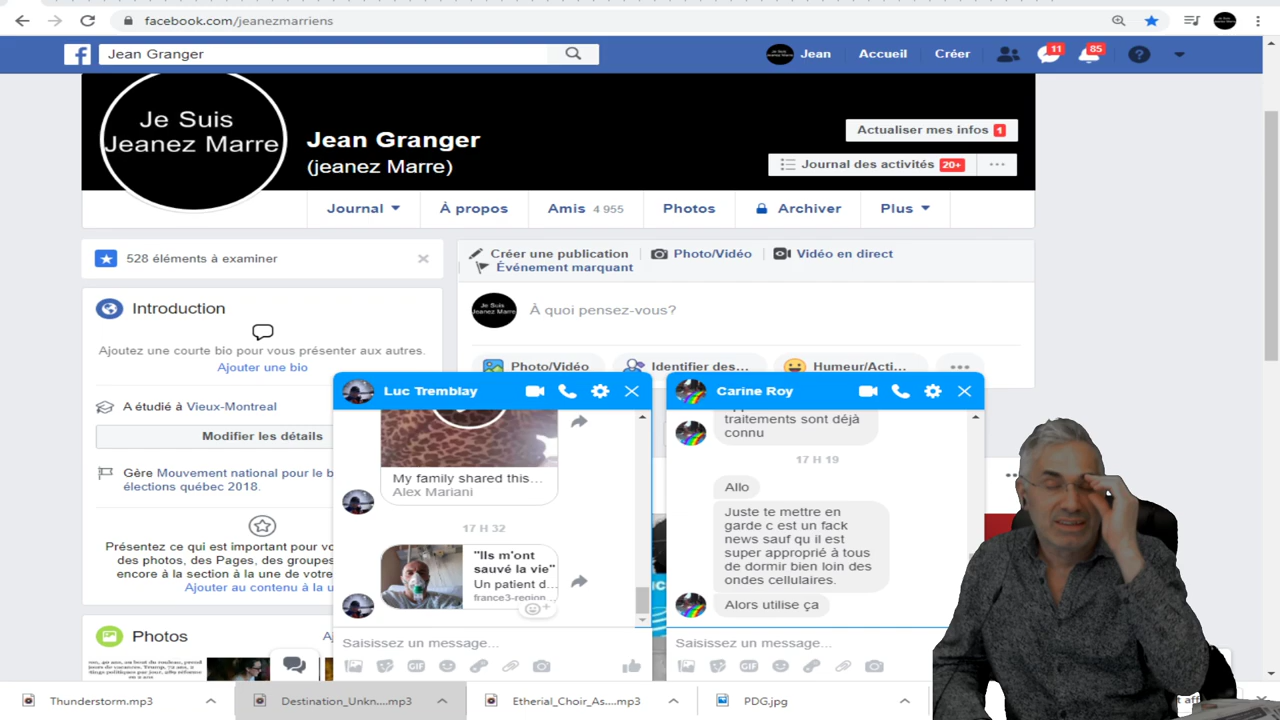 facebook.com/jeanezmarriens
Jean Granger
Jean
Accueil
Créer
11
85
Je Suis
Jeanez Marre
Jean Granger
(jeanez Marre)
Actualiser mes infos 1
Journal des activités 20+
Journal
À propos
Amis 4 955
Photos
Archiver
Plus
528 éléments à examiner
Créer une publication
Photo/Vidéo
Vidéo en direct
Événement marquant
Je Suis
Jeanez Marre
À quoi pensez-vous?
Photo/Vidéo
Identifier des...
Humeur/Acti...
Introduction
Ajoutez une courte bio pour vous présenter aux autres.
Ajouter une bio
A étudié à Vieux-Montreal
Modifier les détails
Gère Mouvement national pour le b
élections québec 2018.
Présentez ce qui est important pour vo
des photos, des Pages, des groupes
encore à la section à la une de votre
Ajouter du contenu à la u
Photos
Luc Tremblay
My family shared this...
Alex Mariani
17 H 32
"Ils m'ont
sauvé la vie"
Un patient d...
france3-region...
Saisissez un message...
GIF
Carine Roy
traitements sont déjà
connu
17 H 19
Allo
Juste te mettre en
garde c est un fack
news sauf qu il est
super approprié à tous
de dormir bien loin des
ondes cellulaires.
Alors utilise ça
Saisissez un message...
GIF
Thunderstorm.mp3
Destination_Unkn....mp3
Etherial_Choir_As....mp3
PDG.jpg